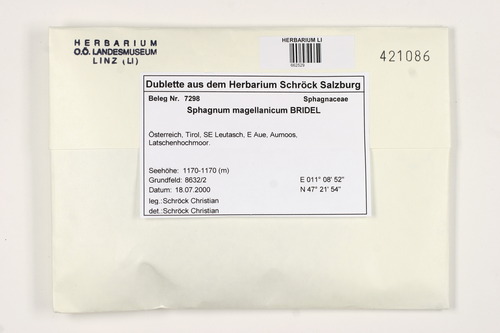 HERBARIUM
O.Ö. LANDESMUSEUM
LINZ (LI)
HERBARIUM LI
421086
Dublette aus dem Herbarium Schröck Salzburg
Beleg Nr. 7298 Sphagnaceae
Sphagnum magellanicum BRIDEL
Österreich, Tirol, SE Leutasch, E Aue, Aumoos,
Latschenhochmoor.
Seehöhe: 1170-1170 (m)
Grundfeld: 8632/2 E 011° 08' 52"
Datum: 18.07.2000 N 47° 21' 54"
leg.:Schröck Christian
det.:Schröck Christian